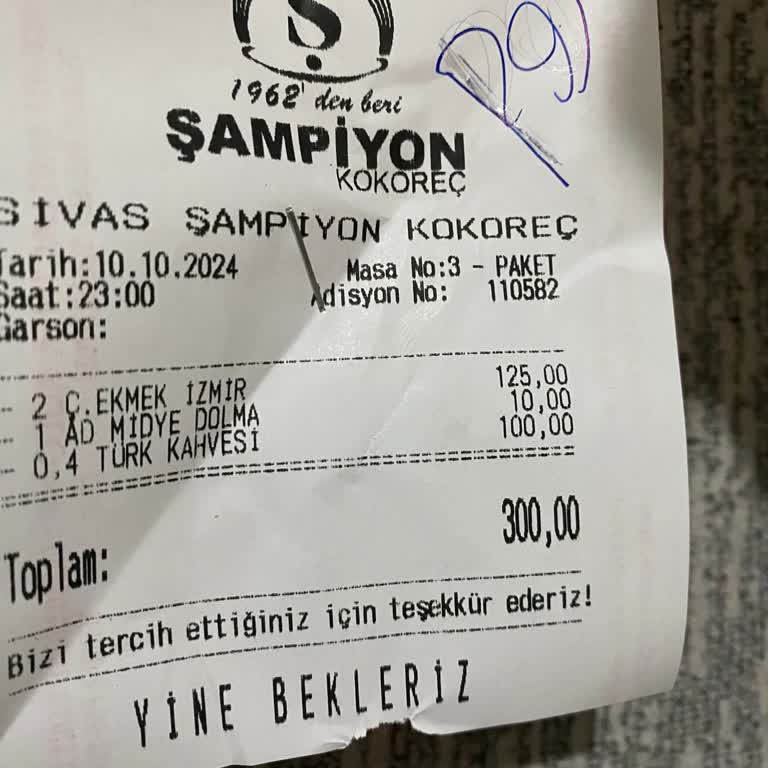 Ş
1962'den beri
ŞAMPİYON
KOKOREÇ
SİVAS ŞAMPİYON KOKOREÇ
Tarih:10.10.2024 Masa No:3 - PAKET
Saat:23:00 Adisyon No: 110582
Garson:
2 Ç.EKMEK İZMİR 125,00
1 AD MİDYE DOLMA 10,00
0,4 TÜRK KAHVESİ 100,00
Toplam: 300,00
Bizi tercih ettiğiniz için teşekkür ederiz!
YİNE BEKLERİZ